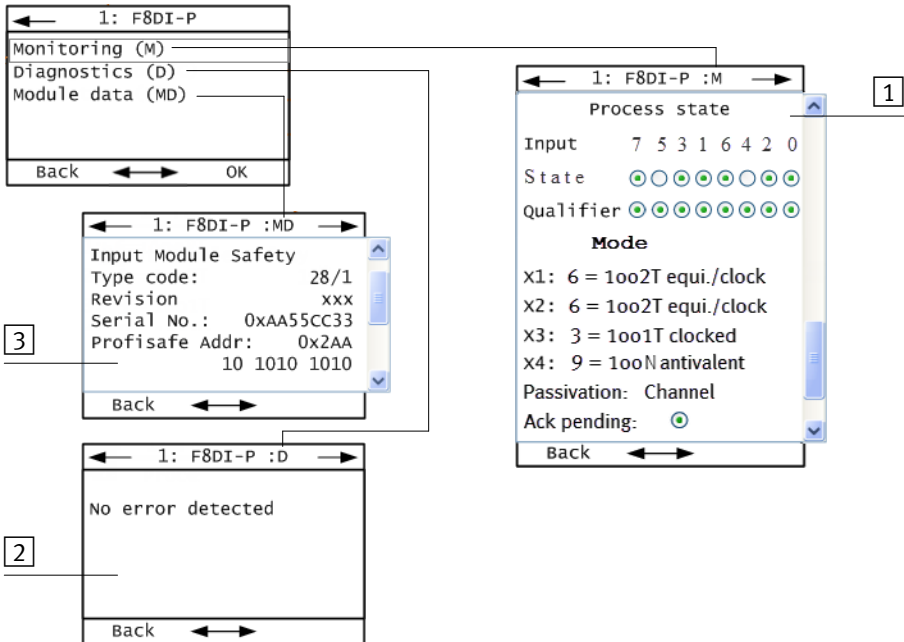 1: F8DI-P
Monitoring (M)
Diagnostics (D)
Module data (MD)
Back OK
1: F8DI-P :M
1
Process state
Input 7 5 3 1 6 4 2 0
State
Qualifier
Mode
X1: 6 = 1oo2T equi./clock
X2: 6 = 1oo2T equi./clock
X3: 3 = 1oo1T clocked
X4: 9 = 1ooN antivalent
Passivation: Channel
Ack pending:
Back
1: F8DI-P :MD
Input Module Safety
Type code: 28/1
Revision xxx
Serial No.: 0xAA55CC33
Profisafe Addr: 0x2AA
10 1010 1010
3
Back
1: F8DI-P :D
No error detected
2
Back